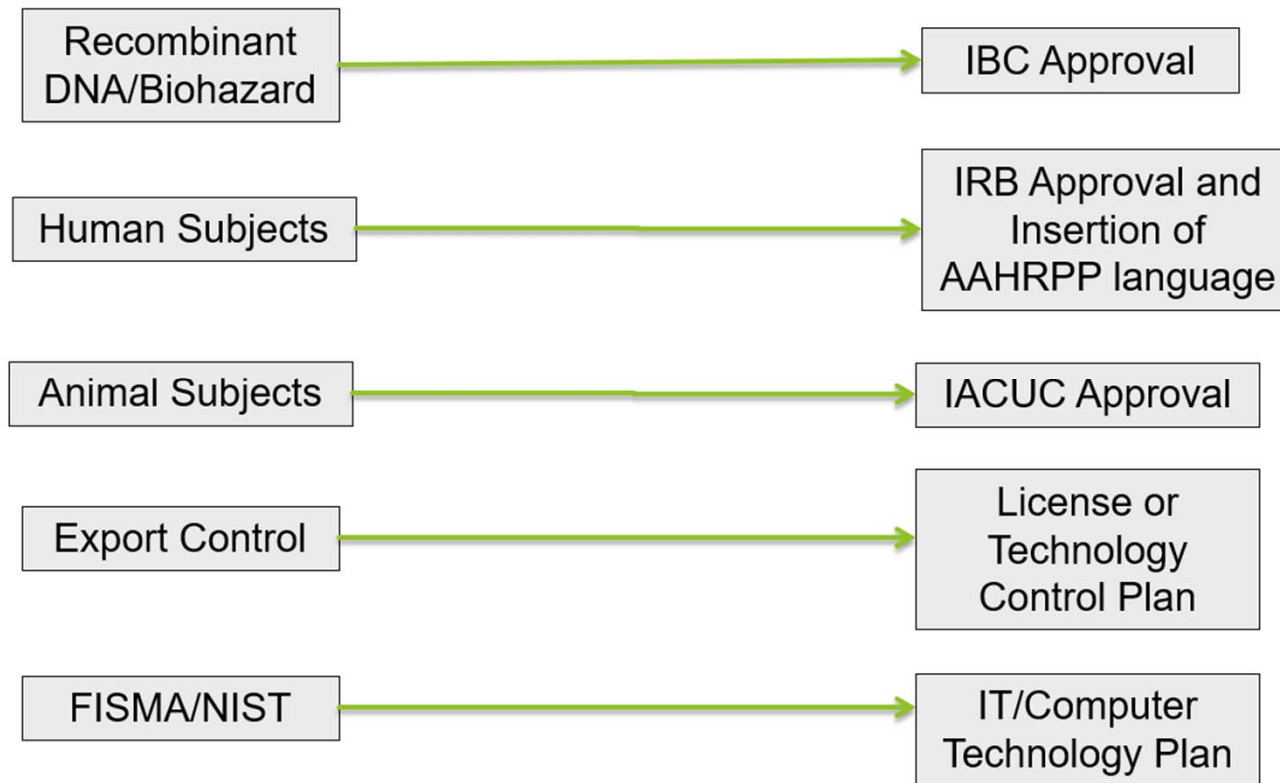 Recombinant
DNA/Biohazard
IBC Approval
Human Subjects
IRB Approval and
Insertion of
AAHRPP language
Animal Subjects
IACUC Approval
Export Control
License or
Technology
Control Plan
FISMA/NIST
IT/Computer
Technology Plan